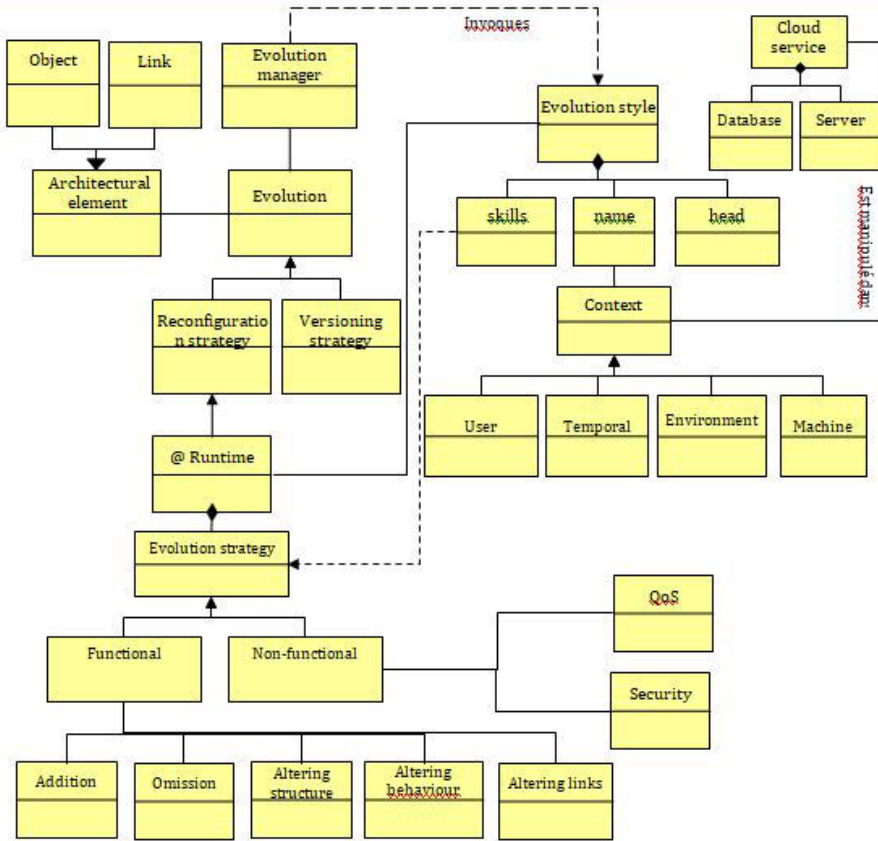 Invoques
Cloud
service
Object
Link
Evolution
manager
Evolution style
Database
Server
Architectural
element
Evolution
skills
name
head
Est manipulé dans
Context
Reconfiguratio
n strategy
Versioning
strategy
User
Temporal
Environment
Machine
@ Runtime
Evolution strategy
QoS
Functional
Non-functional
Security
Addition
Omission
Altering
structure
Altering
behaviour
Altering links